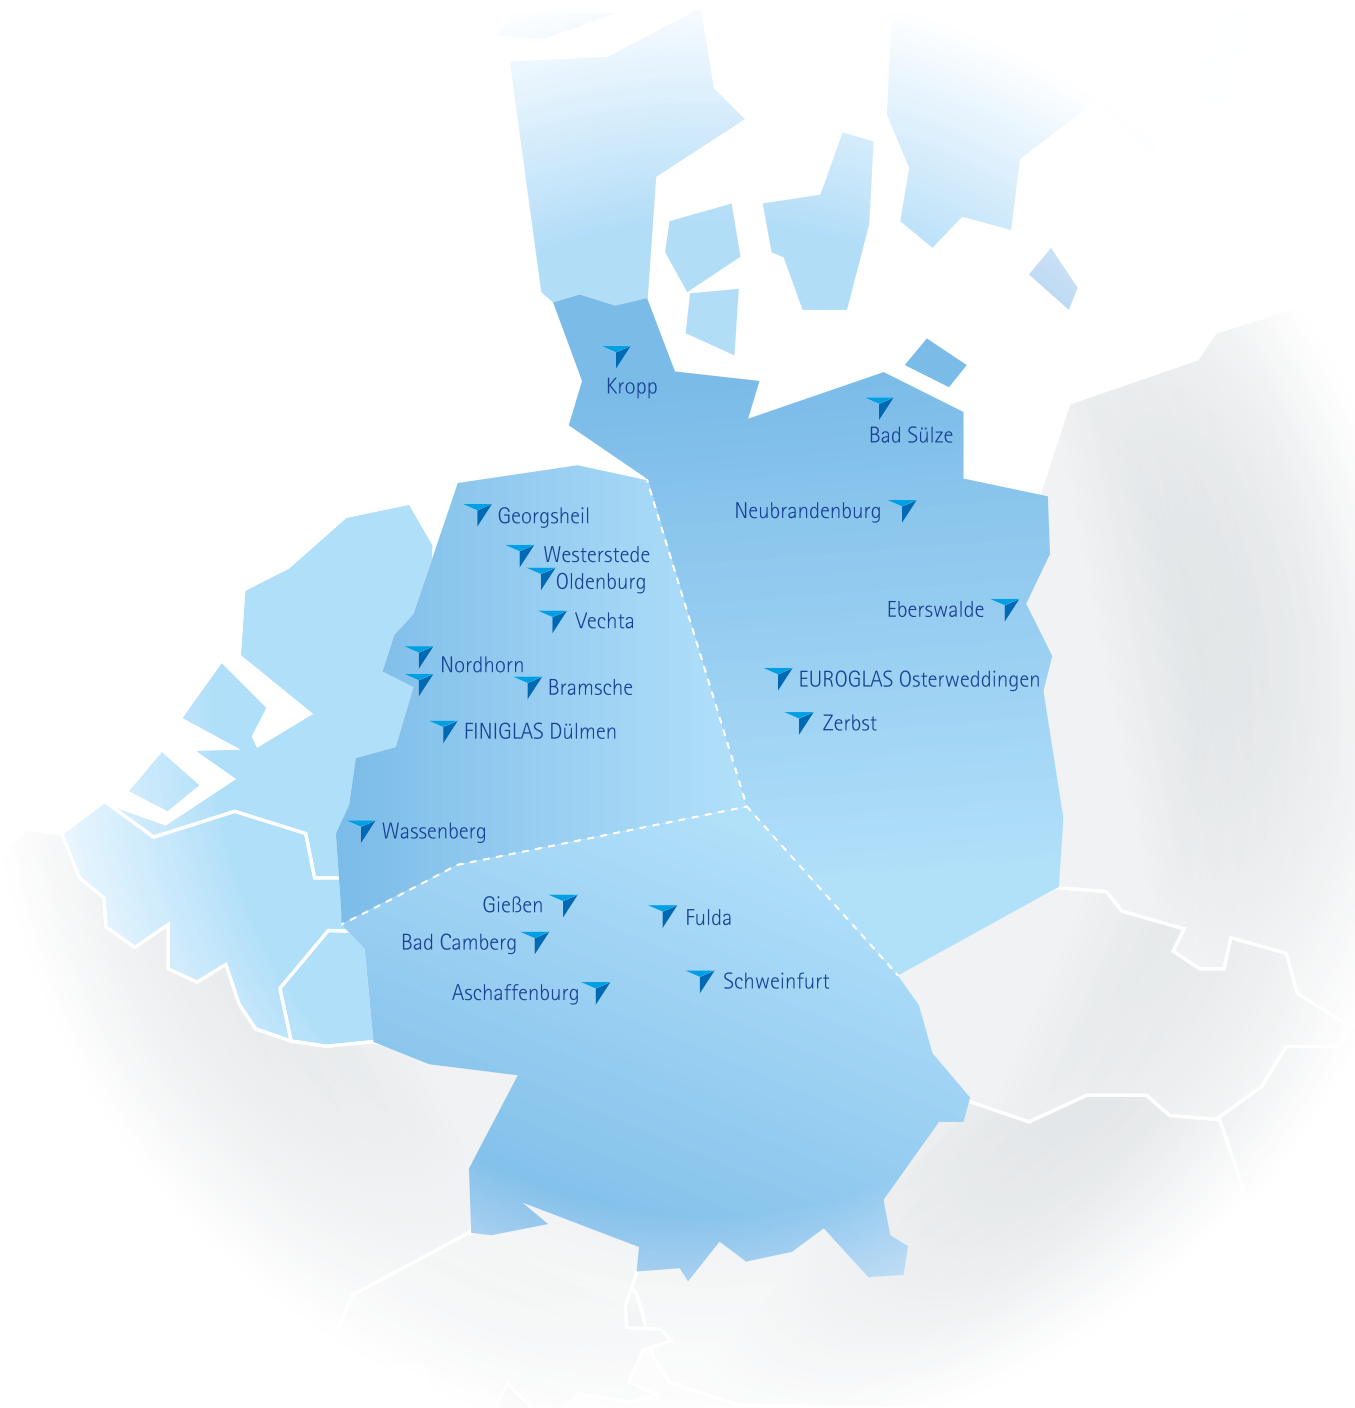 Kropp
Bad Sülze
Neubrandenburg
Georgsheil
Westerstede
Oldenburg
Eberswalde
Vechta
Nordhorn
EUROGLAS Osterweddingen
Bramsche
Zerbst
FINIGLAS Dülmen
Wassenberg
Gießen
Fulda
Bad Camberg
Schweinfurt
Aschaffenburg